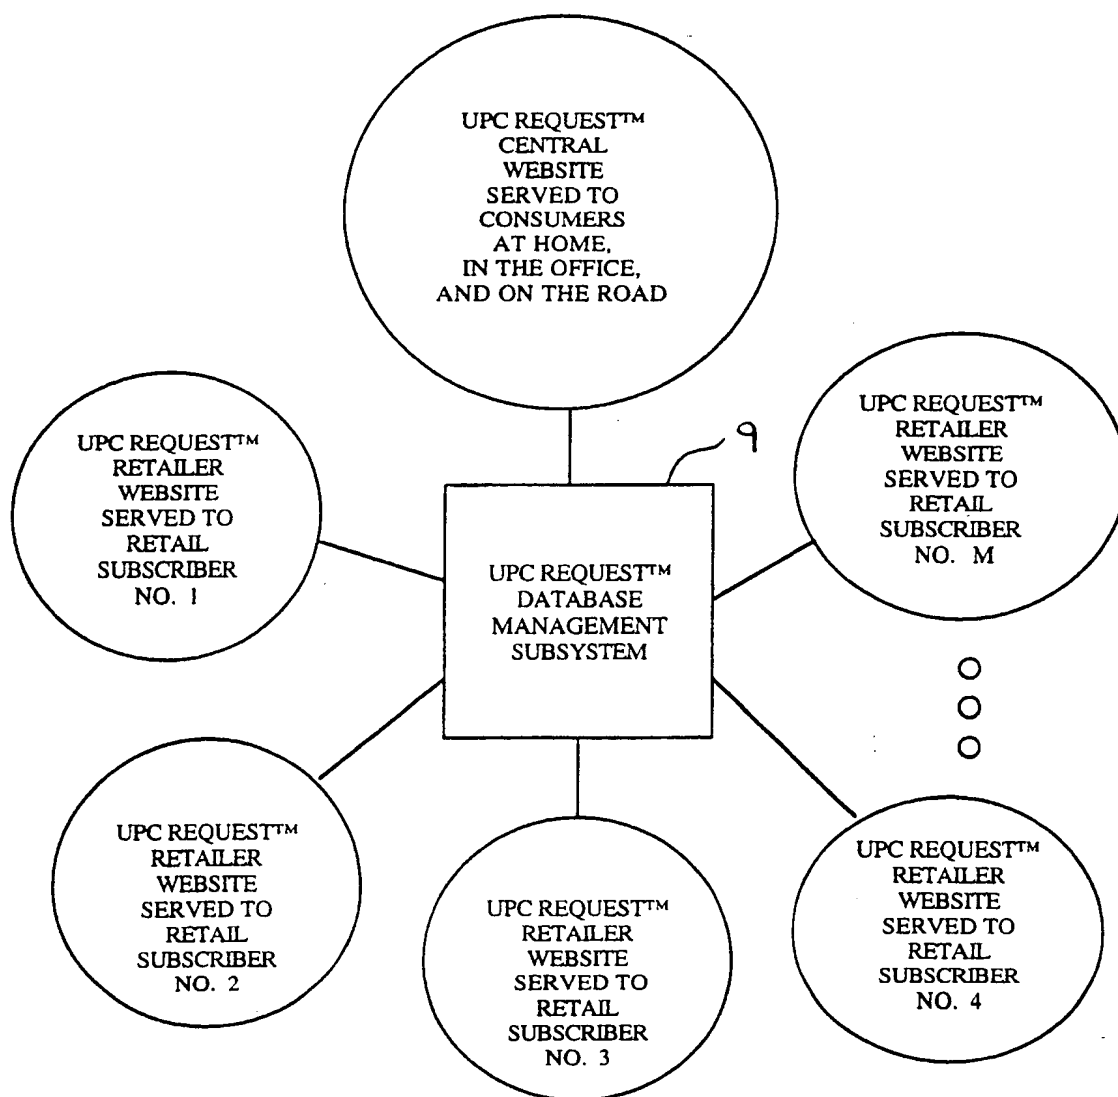 UPC REQUEST™
CENTRAL
WEBSITE
SERVED TO
CONSUMERS
AT HOME,
IN THE OFFICE,
AND ON THE ROAD
9
UPC REQUEST™
RETAILER
WEBSITE
SERVED TO
RETAIL
SUBSCRIBER
NO. 1
UPC REQUEST™
DATABASE
MANAGEMENT
SUBSYSTEM
UPC REQUEST™
RETAILER
WEBSITE
SERVED TO
RETAIL
SUBSCRIBER
NO. M
UPC REQUEST™
RETAILER
WEBSITE
SERVED TO
RETAIL
SUBSCRIBER
NO. 2
UPC REQUEST™
RETAILER
WEBSITE
SERVED TO
RETAIL
SUBSCRIBER
NO. 3
UPC REQUEST™
RETAILER
WEBSITE
SERVED TO
RETAIL
SUBSCRIBER
NO. 4